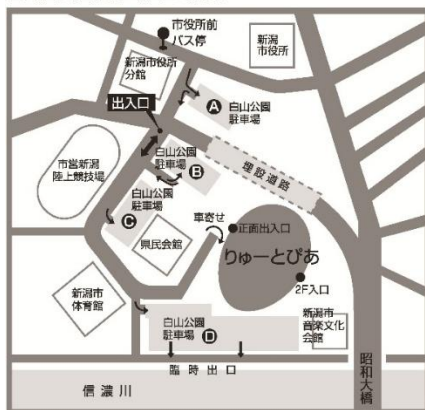 市役所前
バス停
新潟
市役所
新潟市役所
分館
出入口
A
白山公園
駐車場
白山公園
駐車場
B
埋設道路
市営新潟
陸上競技場
白山公園
駐車場
C
車寄せ
正面出入口
県民会館
りゅーとぴあ
2F入口
新潟市
体育館
白山公園
駐車場
D
新潟市
音楽文化
会館
臨時出口
昭和大橋
信濃川